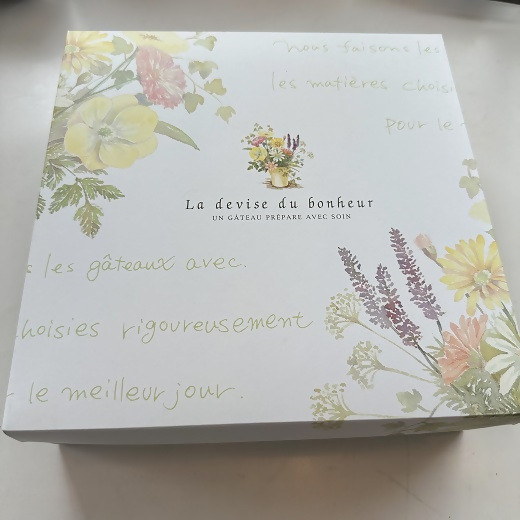 Nous faisons les
les matières choisi
pour le
La devise du bonheur
UN GÂTEAU PRÉPARE AVEC SOIN
s les gâteaux avec.
hoisies rigoureusement
le meilleur jour.